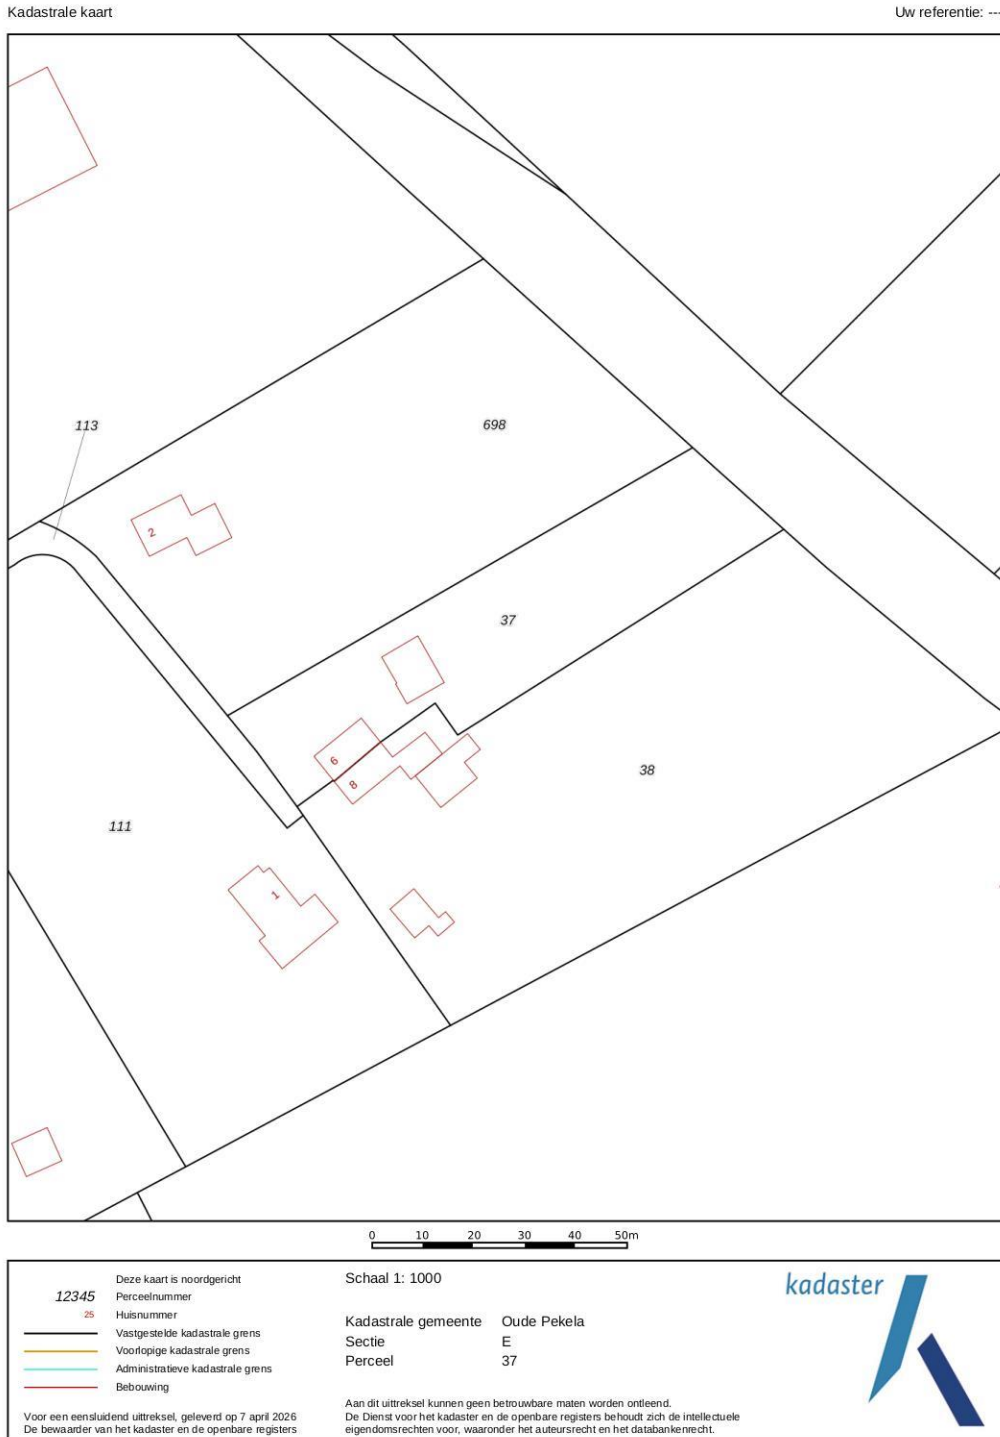 Kadastrale kaart
Uw referentie: ---
113
698
2
37
6
8
38
111
1
0 10 20 30 40 50m
Deze kaart is noordgericht
12345 Perceelnummer
25 Huisnummer
Vastgestelde kadastrale grens
Voorlopige kadastrale grens
Administratieve kadastrale grens
Bebouwing
Voor een eensluidend uittreksel, geleverd op 7 april 2026
De bewaarder van het kadaster en de openbare registers
Schaal 1: 1000
Kadastrale gemeente Oude Pekela
Sectie E
Perceel 37
Aan dit uittreksel kunnen geen betrouwbare maten worden ontleend.
De Dienst voor het kadaster en de openbare registers behoudt zich de intellectuele
eigendomsrechten voor, waaronder het auteursrecht en het databankenrecht.
kadaster